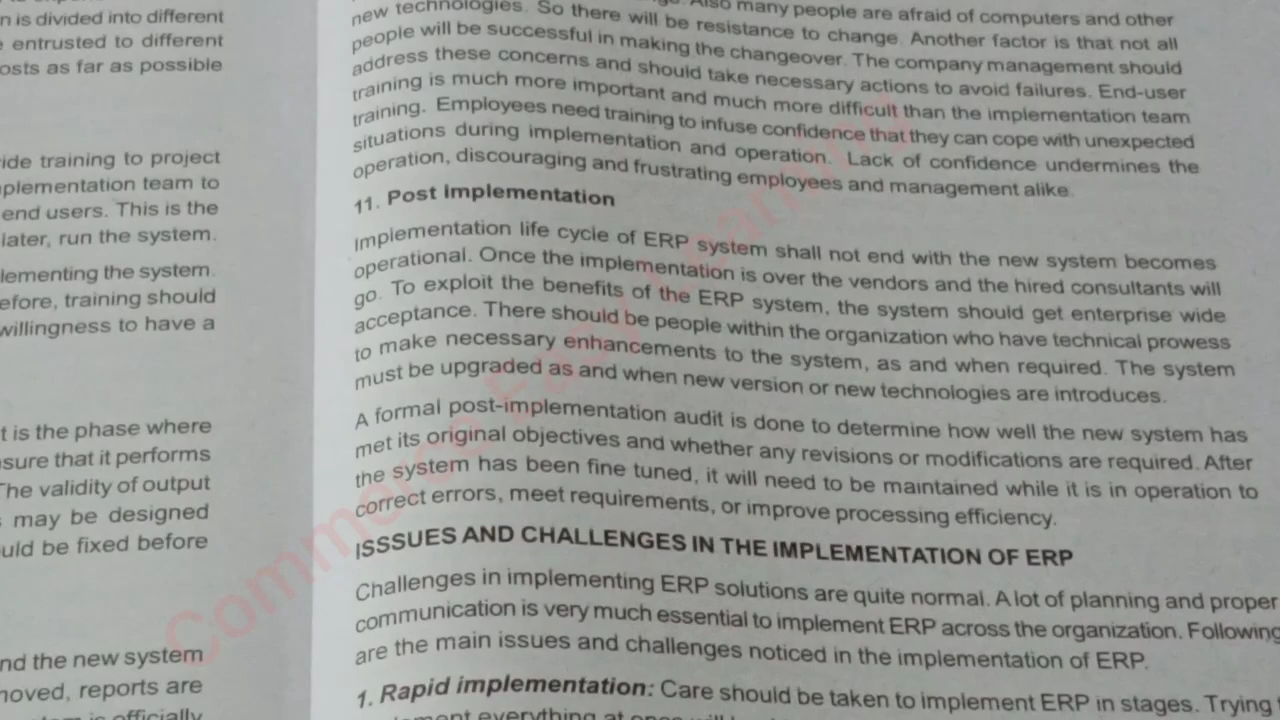 n is divided into different
entrusted to different
osts as far as possible
ide training to project
plementation team to
end users. This is the
later, run the system.
lementing the system.
efore, training should
willingness to have a
t is the phase where
sure that it performs
The validity of output
may be designed
uld be fixed before
nd the new system
noved, reports are
officially
Also many people are afraid of computers and other
new technologies. So there will be resistance to change. Another factor is that not all
people will be successful in making the changeover. The company management should
address these concerns and should take necessary actions to avoid failures. End-user
training is much more important and much more difficult than the implementation team
training. Employees need training to infuse confidence that they can cope with unexpected
situations during implementation and operation. Lack of confidence undermines the
operation, discouraging and frustrating employees and management alike.
11. Post Implementation
Implementation life cycle of ERP system shall not end with the new system becomes
operational. Once the implementation is over the vendors and the hired consultants will
go. To exploit the benefits of the ERP system, the system should get enterprise wide
acceptance. There should be people within the organization who have technical prowess
to make necessary enhancements to the system, as and when required. The system
must be upgraded as and when new version or new technologies are introduces.
A formal post-implementation audit is done to determine how well the new system has
met its original objectives and whether any revisions or modifications are required. After
the system has been fine tuned, it will need to be maintained while it is in operation to
correct errors, meet requirements, or improve processing efficiency.
ISSSUES AND CHALLENGES IN THE IMPLEMENTATION OF ERP
Challenges in implementing ERP solutions are quite normal. A lot of planning and proper
communication is very much essential to implement ERP across the organization. Following
are the main issues and challenges noticed in the implementation of ERP.
1. Rapid implementation: Care should be taken to implement ERP in stages. Trying
everything at
Commerce Easy Learning